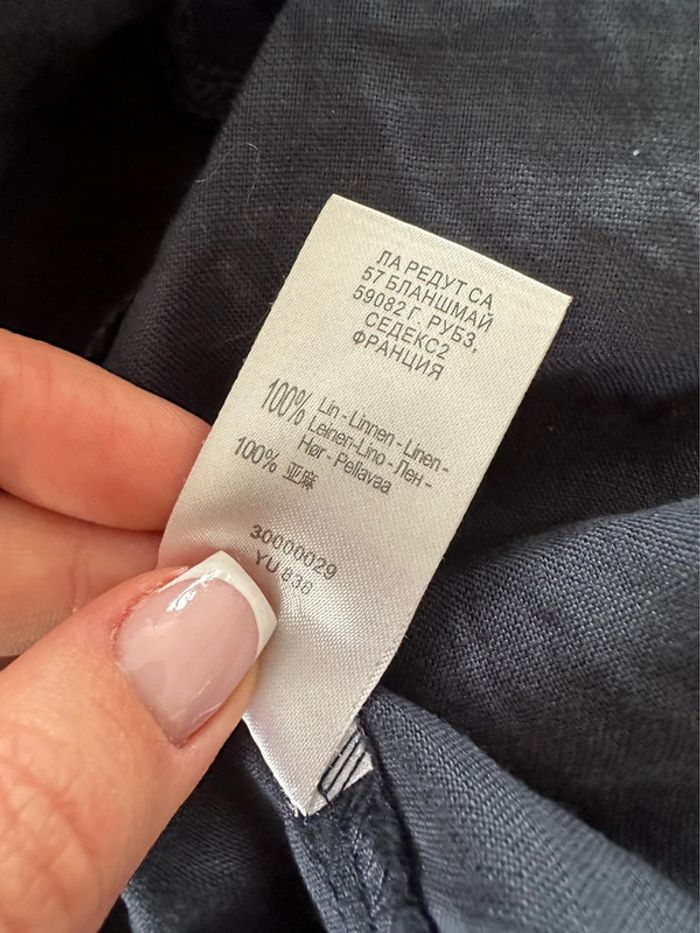 ЛА РЕДУТ СА
57 БЛАНШМАЙ
59082 Г. РУБЗ,
СЕДЕКС2
ФРАНЦИЯ
100% Lin - Linnen - Linen -
Leinen-Lino - Лен -
Hør - Pellavaa
100% 亚麻
30000029
YU 838